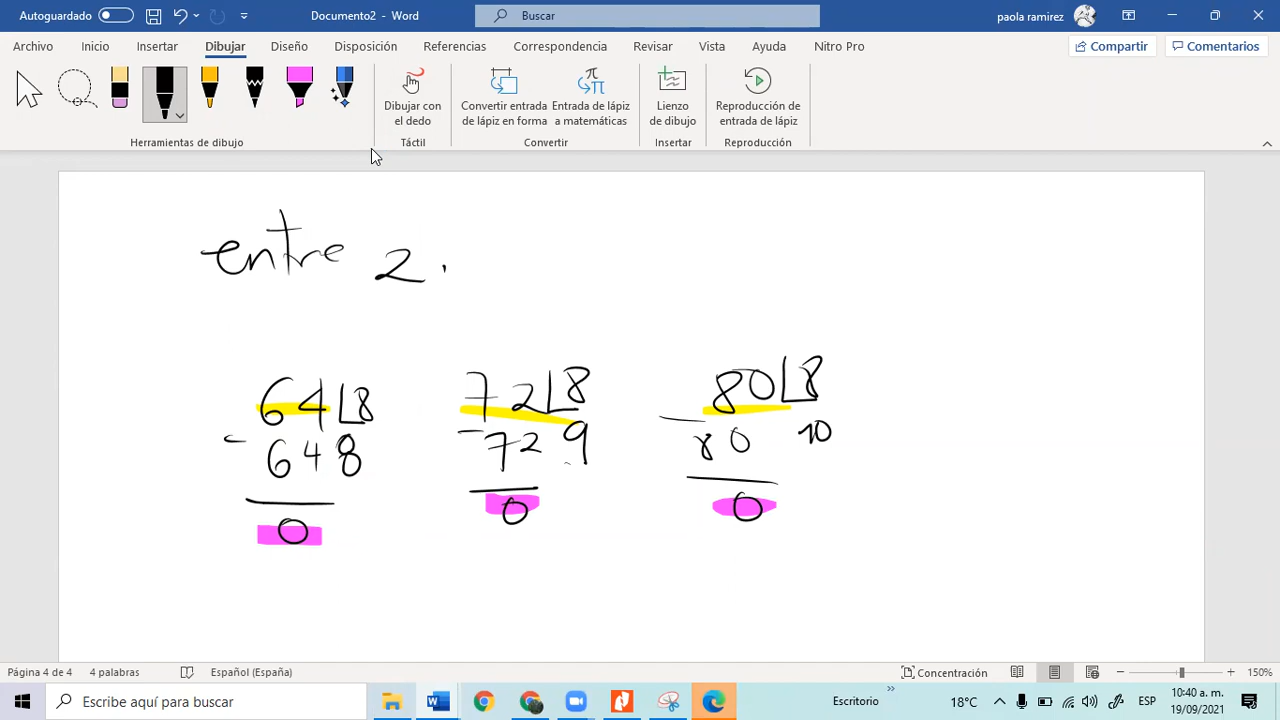 Autoguardado
Documento2 - Word
Buscar
paola ramirez
Archivo Inicio Insertar Dibujar Diseño Disposición Referencias Correspondencia Revisar Vista Ayuda Nitro Pro
Compartir
Comentarios
Dibujar con el dedo
Convertir entrada de lápiz en forma
Entrada de lápiz a matemáticas
Lienzo de dibujo
Reproducción de entrada de lápiz
Herramientas de dibujo
Táctil
Convertir
Insertar
Reproducción
entre 2.
64 8
- 64 8
0
72 8
- 72 9
0
80 8
- 80 10
0
Página 4 de 4
4 palabras
Español (España)
Concentración
150%
Escribe aquí para buscar
Escritorio
18°C
ESP
10:40 a. m.
19/09/2021